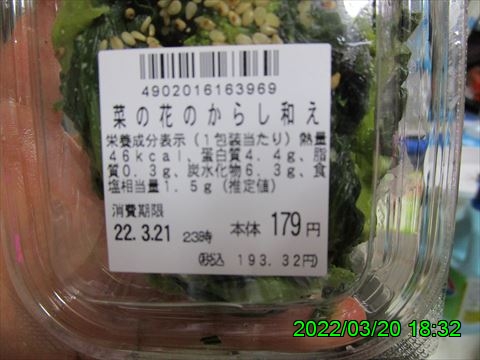 4902016163969
菜の花のからし和え
栄養成分表示（1包装当たり）熱量
46kcal、蛋白質4.4g、脂
質0.3g、炭水化物6.3g、食
塩相当量1.5g（推定値）
消費期限
22.3.21 23時 本体 179円
(税込 193.32円)
2022/03/20 18:32